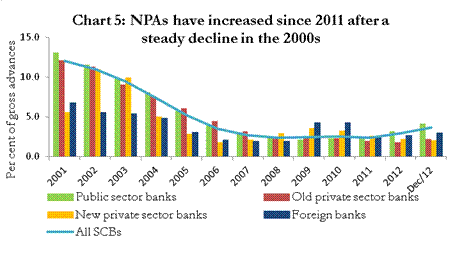 Chart 5: NPAs have increased since 2011 after a
steady decline in the 2000s
Per cent of gross advances
15.0
10.0
5.0
0.0
2001 2002 2003 2004 2005 2006 2007 2008 2009 2010 2011 2012 Dec/12
Public sector banks Old private sector banks
New private sector banks Foreign banks
All SCBs